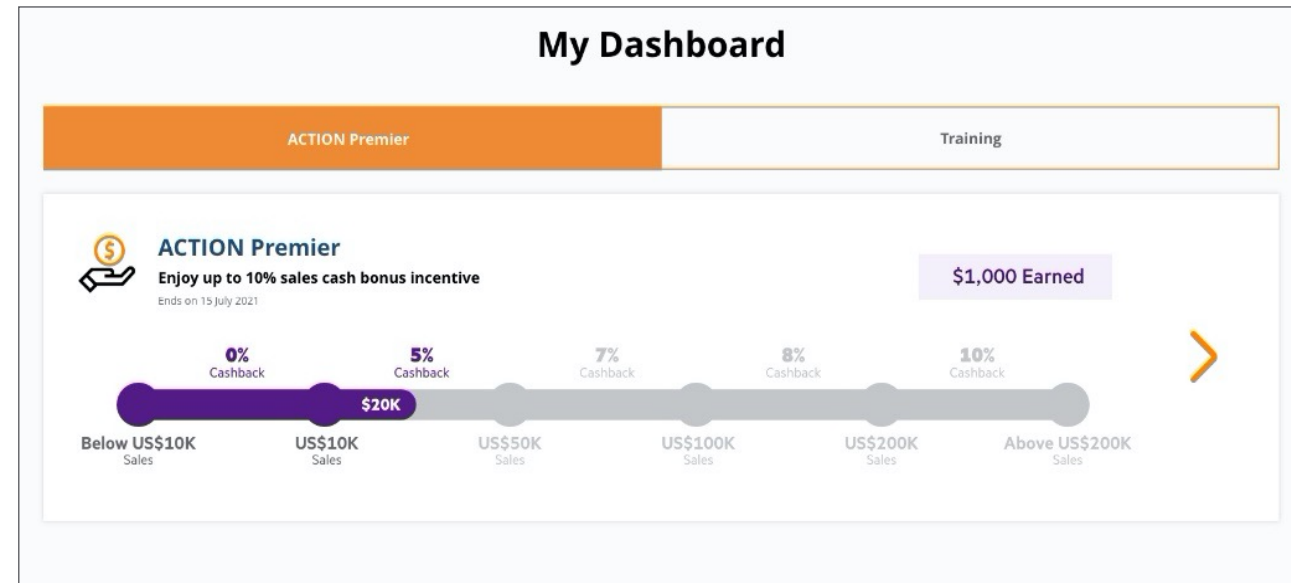 My Dashboard
ACTION Premier
Training
ACTION Premier
Enjoy up to 10% sales cash bonus incentive
Ends on 15 July 2021
$1,000 Earned
0% 5% 7% 8% 10%
Cashback Cashback Cashback Cashback Cashback
$20K
Below US$10K US$10K US$50K US$100K US$200K Above US$200K
Sales Sales Sales Sales Sales Sales